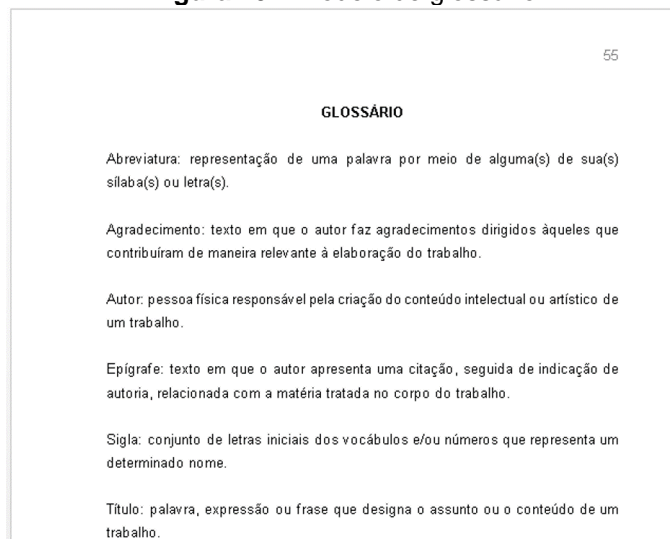 55
GLOSSÁRIO
Abreviatura: representação de uma palavra por meio de alguma(s) de sua(s)
sílaba(s) ou letra(s).
Agradecimento: texto em que o autor faz agradecimentos dirigidos àqueles que
contribuíram de maneira relevante à elaboração do trabalho.
Autor: pessoa física responsável pela criação do conteúdo intelectual ou artístico de
um trabalho.
Epígrafe: texto em que o autor apresenta uma citação, seguida de indicação de
autoria, relacionada com a matéria tratada no corpo do trabalho.
Sigla: conjunto de letras iniciais dos vocábulos e/ou números que representa um
determinado nome.
Título: palavra, expressão ou frase que designa o assunto ou o conteúdo de um
trabalho.